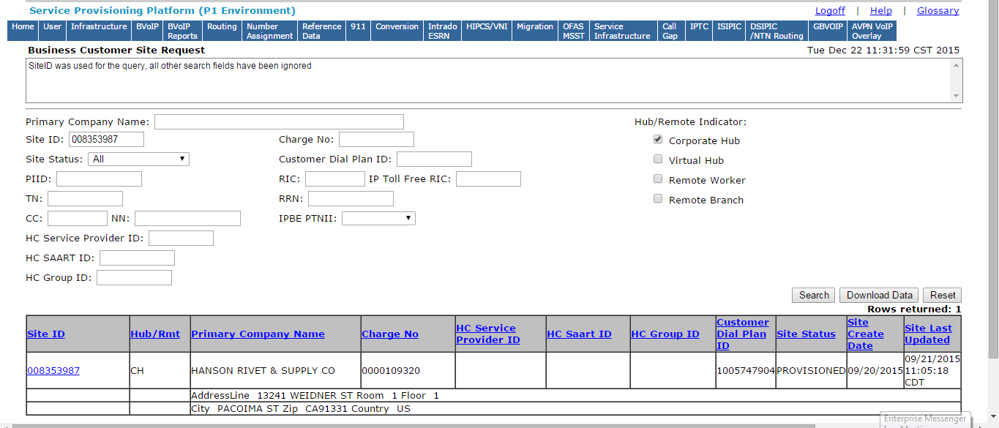 Service Provisioning Platform (P1 Environment)
Logoff | Help | Glossary
Home User Infrastructure BVoIP BVoIP Reports Routing Number Assignment Reference Data 911 Conversion Intrado ESRN HIPCS/VNI Migration OFAS MSST Service Infrastructure Call Gap IPTC ISIPIC DSIPIC /NTN Routing GBVOIP AVPN VoIP Overlay
Business Customer Site Request
Tue Dec 22 11:31:59 CST 2015
SiteID was used for the query, all other search fields have been ignored
Primary Company Name:
Hub/Remote Indicator:
Site ID: 008353987
Charge No:
Corporate Hub
Site Status: All
Customer Dial Plan ID:
Virtual Hub
PIID:
RIC:
IP Toll Free RIC:
Remote Worker
TN:
RRN:
Remote Branch
CC:
NN:
IPBE PTNII:
HC Service Provider ID:
HC SAART ID:
HC Group ID:
Search
Download Data
Reset
Rows returned: 1
Site ID Hub/Rmt Primary Company Name Charge No HC Service Provider ID HC Saart ID HC Group ID Customer Dial Plan ID Site Status Site Create Date Site Last Updated
008353987 CH HANSON RIVET & SUPPLY CO 0000109320 1005747904 PROVISIONED 09/20/2015 09/21/2015 11:05:18 CDT
AddressLine 13241 WEIDNER ST Room 1 Floor 1
City PACOIMA ST Zip CA91331 Country US
Enterprise Messenger